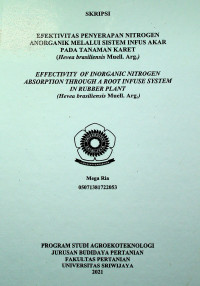 SKRIPSI
EFEKTIVITAS PENYERAPAN NITROGEN
ANORGANIK MELALUI SISTEM INFUS AKAR
PADA TANAMAN KARET
(Hevea brasiliensis Muell. Arg.)
EFFECTIVITY OF INORGANIC NITROGEN
ABSORPTION THROUGH A ROOT INFUSE SYSTEM
IN RUBBER PLANT
(Hevea brasiliensis Muell. Arg.)
Mega Ria
05071381722053
PROGRAM STUDI AGROEKOTEKNOLOGI
JURUSAN BUDIDAYA PERTANIAN
FAKULTAS PERTANIAN
UNIVERSITAS SRIWIJAYA
2021